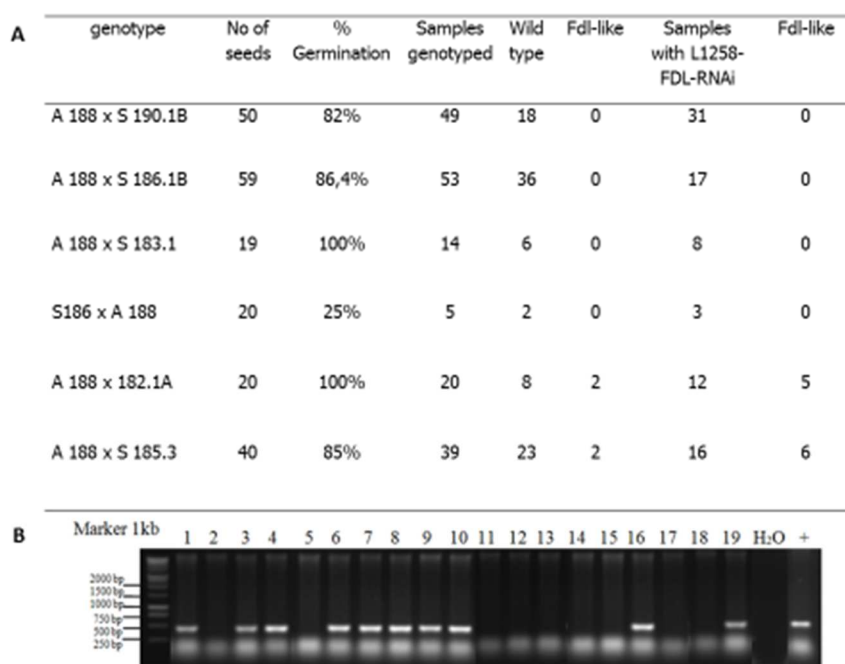 A
genotype No of seeds % Germination Samples genotyped Wild type Fdl-like Samples with L1258-FDL-RNAi Fdl-like
A 188 x S 190.1B 50 82% 49 18 0 31 0
A 188 x S 186.1B 59 86,4% 53 36 0 17 0
A 188 x S 183.1 19 100% 14 6 0 8 0
S186 x A 188 20 25% 5 2 0 3 0
A 188 x 182.1A 20 100% 20 8 2 12 5
A 188 x S 185.3 40 85% 39 23 2 16 6
B
Marker 1kb 1 2 3 4 5 6 7 8 9 10 11 12 13 14 15 16 17 18 19 H₂O +
2000 bp
1500 bp
1000 bp
750 bp
500 bp
250 bp